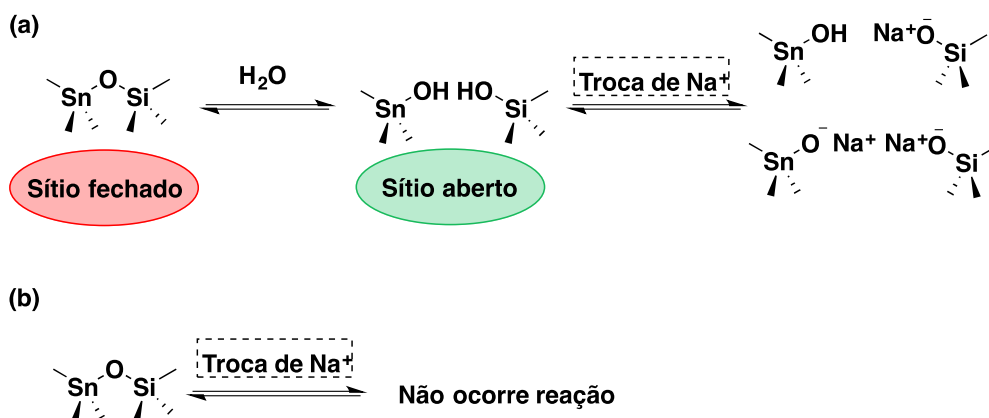 (a)
Sn O Si
H₂O
Sn OH HO Si
Troca de Na⁺
Sn OH Na⁺ ⁻O Si
Sn O⁻ Na⁺ Na⁺ ⁻O Si
Sítio fechado
Sítio aberto
(b)
Sn O Si
Troca de Na⁺
Não ocorre reação